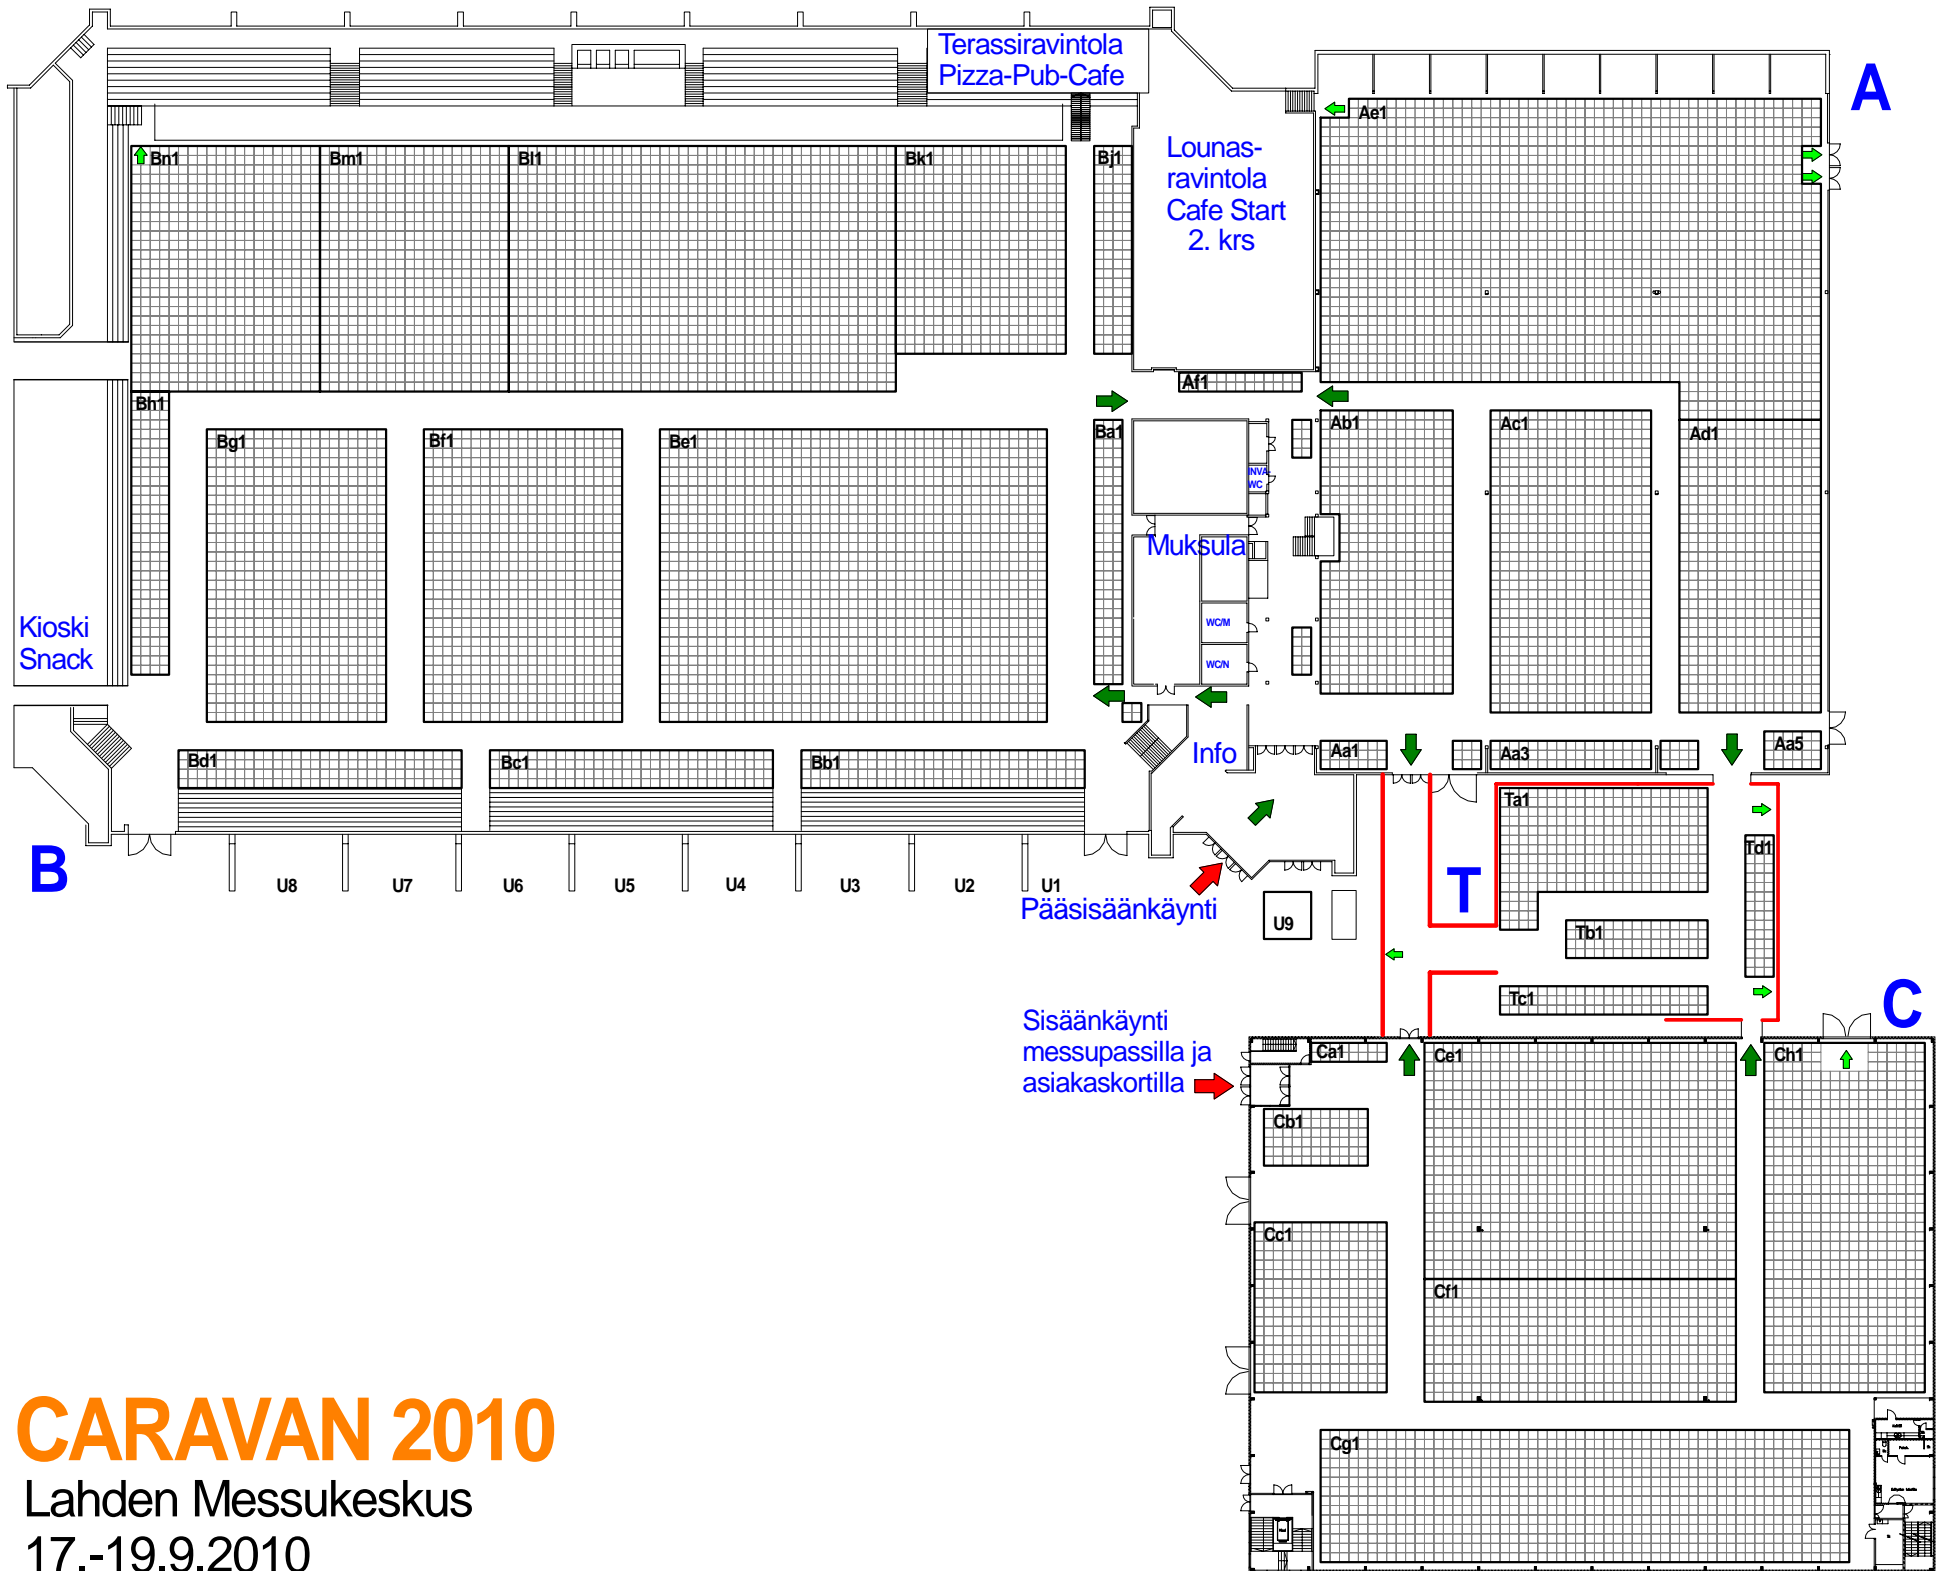 Terassiravintola
Pizza-Pub-Cafe
A
Ae1
Lounas-
ravintola
Cafe Start
2. krs
Bn1
Bm1
Bl1
Bk1
Bj1
Af1
Bh1
Bg1
Bf1
Be1
Ba1
Ab1
Ac1
Ad1
INVA-
WC
Muksula
WC/M
WC/N
Kioski
Snack
Info
Bd1
Bc1
Bb1
Aa1
Aa3
Aa5
Ta1
Td1
B
U8
U7
U6
U5
U4
U3
U2
U1
T
Pääsisäänkäynti
U9
Tb1
Tc1
C
Sisäänkäynti
messupassilla ja
asiakaskortilla
Ca1
Ce1
Ch1
Cb1
Cc1
Cf1
Cg1
CARAVAN 2010
Lahden Messukeskus
17.-19.9.2010